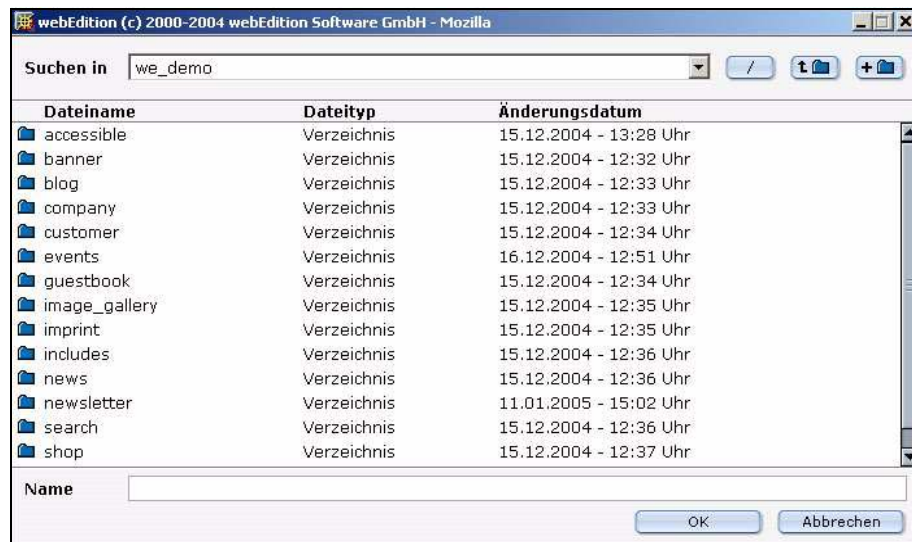 webEdition (c) 2000-2004 webEdition Software GmbH - Mozilla
Suchen in we_demo /
Dateiname Dateityp Änderungsdatum
accessible Verzeichnis 15.12.2004 - 13:28 Uhr
banner Verzeichnis 15.12.2004 - 12:32 Uhr
blog Verzeichnis 15.12.2004 - 12:33 Uhr
company Verzeichnis 15.12.2004 - 12:33 Uhr
customer Verzeichnis 15.12.2004 - 12:34 Uhr
events Verzeichnis 16.12.2004 - 12:51 Uhr
guestbook Verzeichnis 15.12.2004 - 12:34 Uhr
image_gallery Verzeichnis 15.12.2004 - 12:35 Uhr
imprint Verzeichnis 15.12.2004 - 12:35 Uhr
includes Verzeichnis 15.12.2004 - 12:36 Uhr
news Verzeichnis 15.12.2004 - 12:36 Uhr
newsletter Verzeichnis 11.01.2005 - 15:02 Uhr
search Verzeichnis 15.12.2004 - 12:36 Uhr
shop Verzeichnis 15.12.2004 - 12:37 Uhr
Name
OK Abbrechen